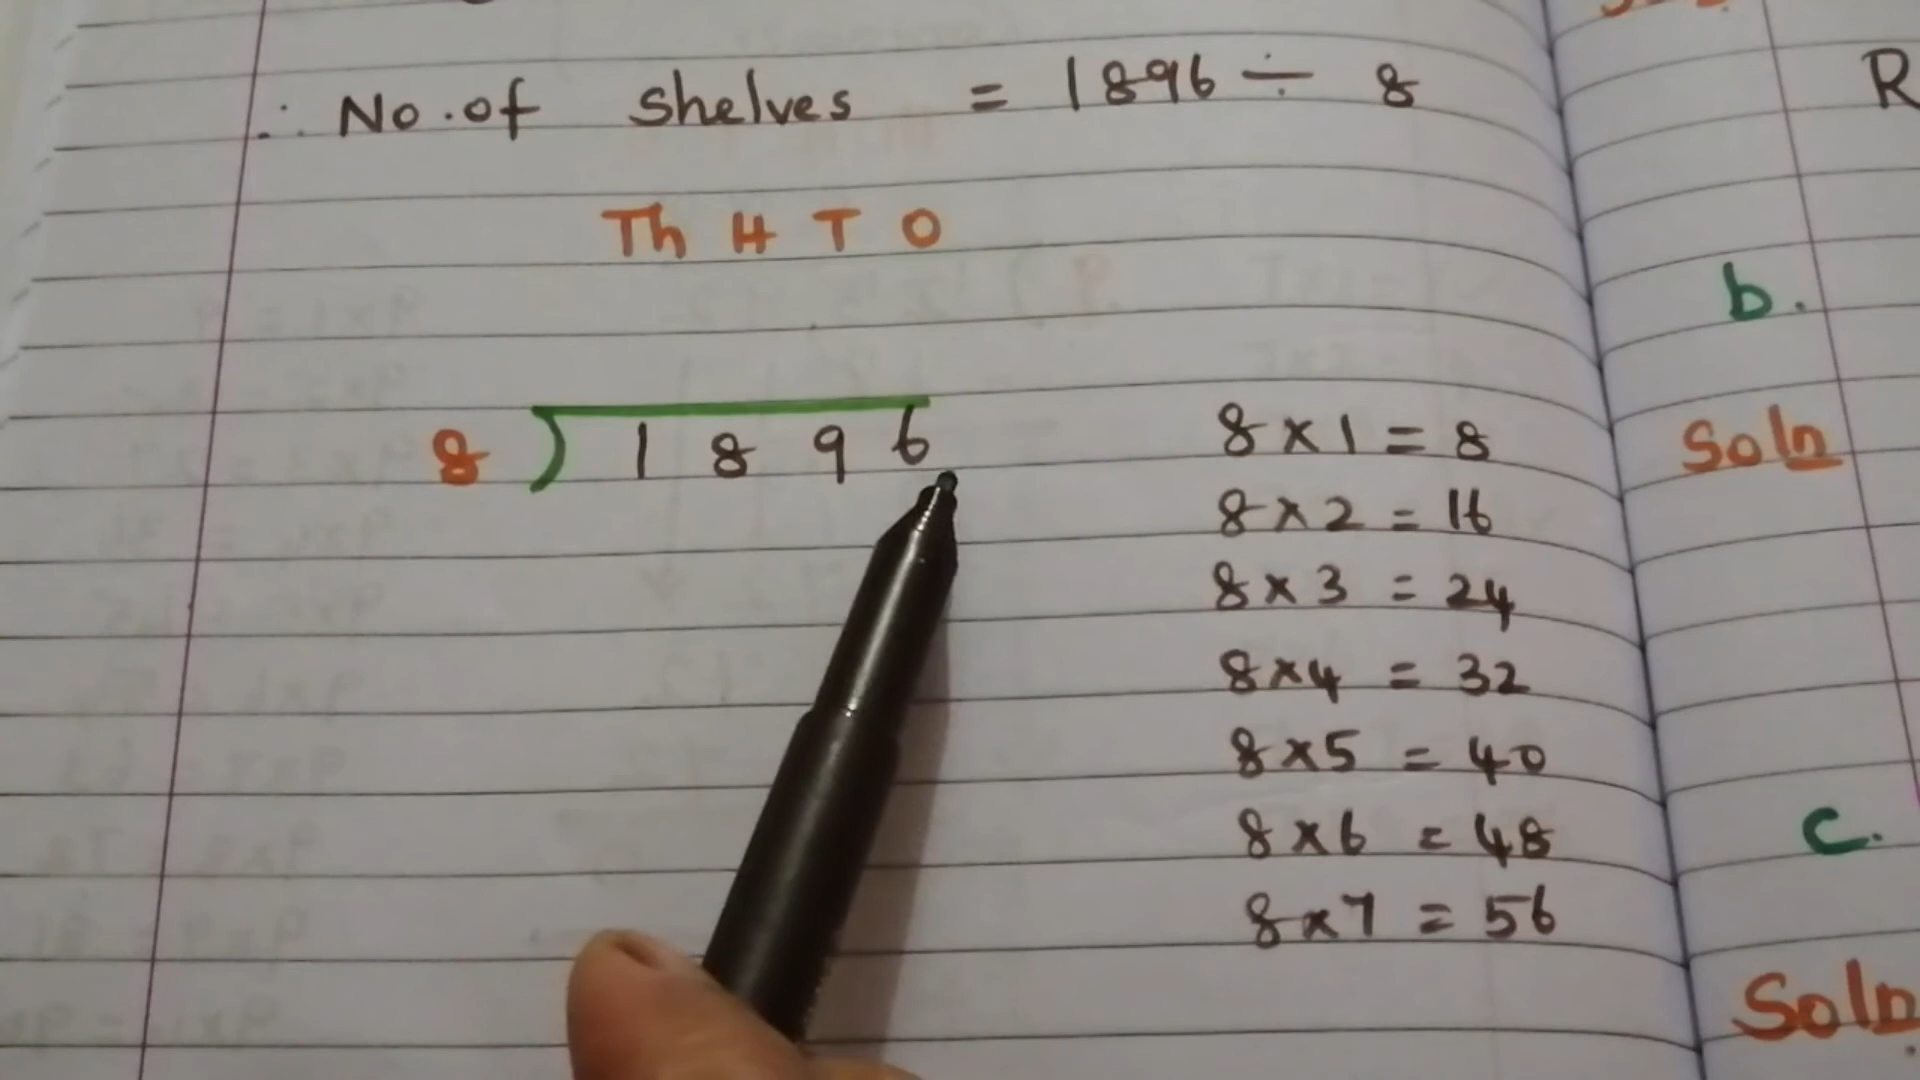 ∴ No. of shelves = 1896 ÷ 8
Th H T O
8 ) 1 8 9 6
8 × 1 = 8
8 × 2 = 16
8 × 3 = 24
8 × 4 = 32
8 × 5 = 40
8 × 6 = 48
8 × 7 = 56
R
b.
Soln
c.
Soln